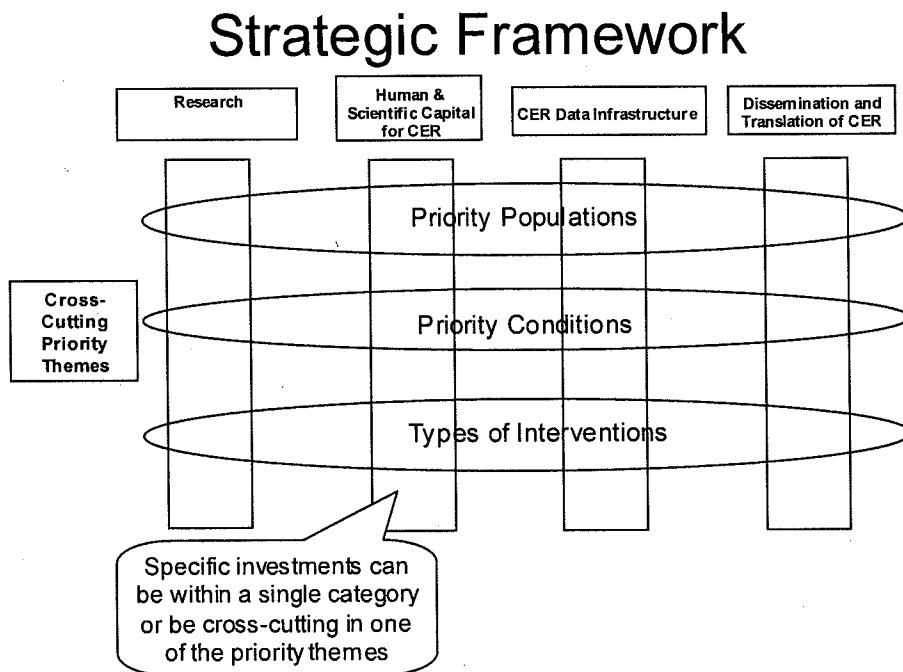 Strategic Framework
Research
Human &
Scientific Capital
for CER
CER Data Infrastructure
Dissemination and
Translation of CER
Priority Populations
Cross-
Cutting
Priority
Themes
Priority Conditions
Types of Interventions
Specific investments can
be within a single category
or be cross-cutting in one
of the priority themes